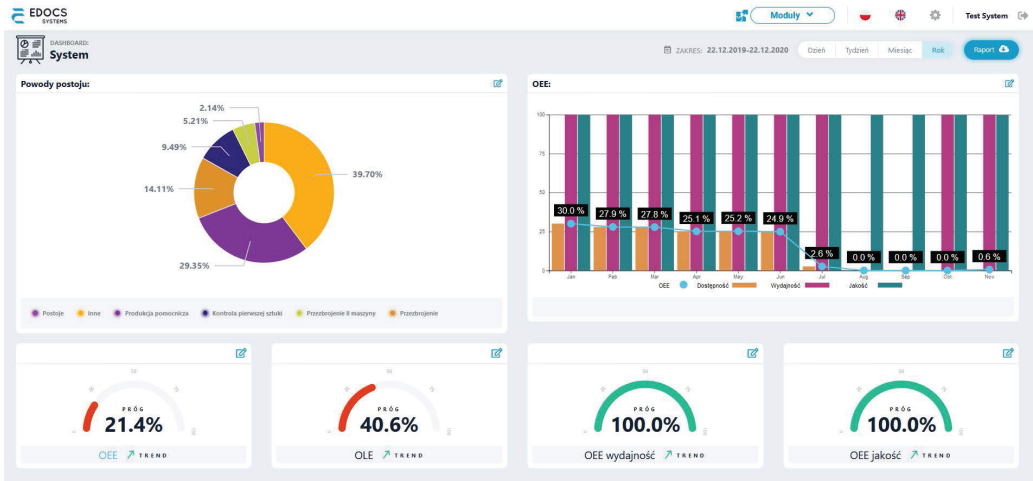 EDOCS
SYSTEMS
Moduły
Test System
DASHBOARD:
System
ZAKRES: 22.12.2019-22.12.2020
Dzień
Tydzień
Miesiąc
Rok
Raport
Powody postoju:
2.14%
5.21%
9.49%
14.11%
39.70%
29.35%
Postoje
Inne
Produkcja pomocnicza
Kontrola pierwszej sztuki
Przezbrojenie II maszyny
Przezbrojenie
OEE:
100
75
50
25
0
30.0 %
27.9 %
27.8 %
25.1 %
25.2 %
24.9 %
2.6 %
0.0 %
0.0 %
0.0 %
0.6 %
Jan
Feb
Mar
Apr
May
Jun
Jul
Aug
Sep
Oct
Nov
OEE
Dostępność
Wydajność
Jakość
PRÓG
21.4%
OEE
TREND
PRÓG
40.6%
OLE
TREND
PRÓG
100.0%
OEE wydajność
TREND
PRÓG
100.0%
OEE jakość
TREND